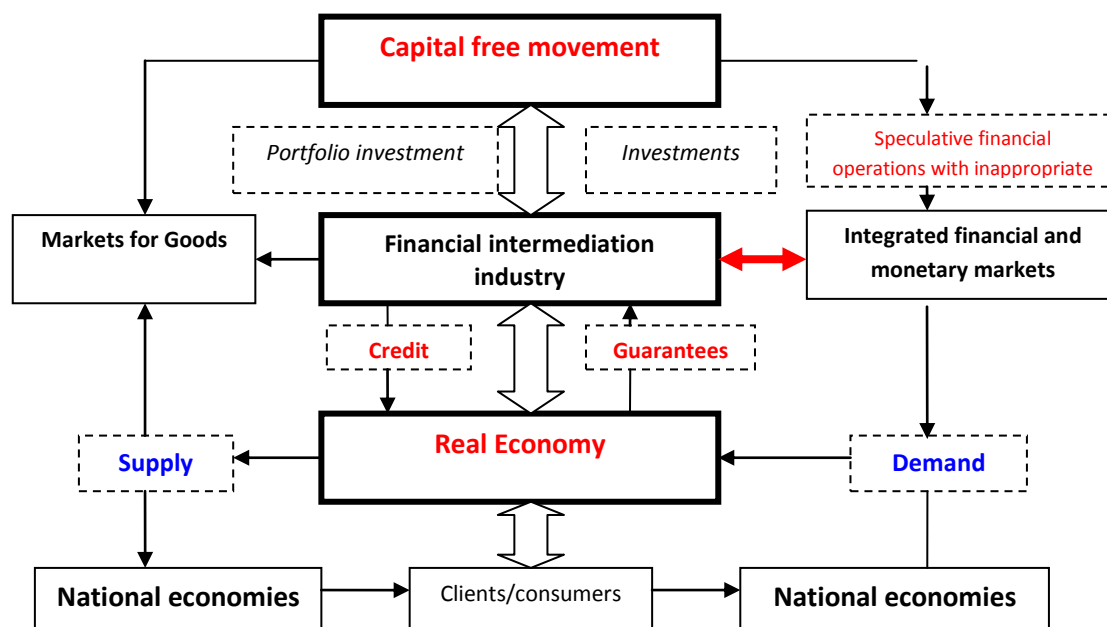 Capital free movement
Portfolio investment
Investments
Speculative financial
operations with inappropriate
Markets for Goods
Financial intermediation
industry
Integrated financial and
monetary markets
Credit
Guarantees
Real Economy
Supply
Demand
National economies
Clients/consumers
National economies